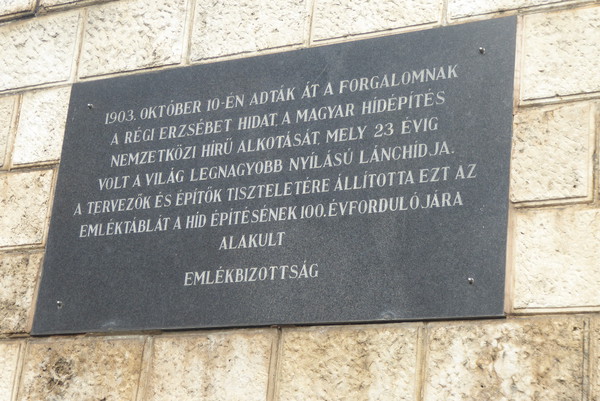 1903. OKTÓBER 10-ÉN ADTÁK ÁT A FORGALOMNAK
A RÉGI ERZSÉBET HIDAT, A MAGYAR HÍDÉPÍTÉS
NEMZETKÖZI HÍRŰ ALKOTÁSÁT, MELY 23 ÉVIG
VOLT A VILÁG LEGNAGYOBB NYÍLÁSÚ LÁNCHÍDJA.
A TERVEZŐK ÉS ÉPÍTŐK TISZTELETÉRE ÁLLÍTOTTA EZT AZ
EMLÉKTÁBLÁT A HÍD ÉPÍTÉSÉNEK 100. ÉVFORDULÓJÁRA
ALAKULT
EMLÉKBIZOTTSÁG